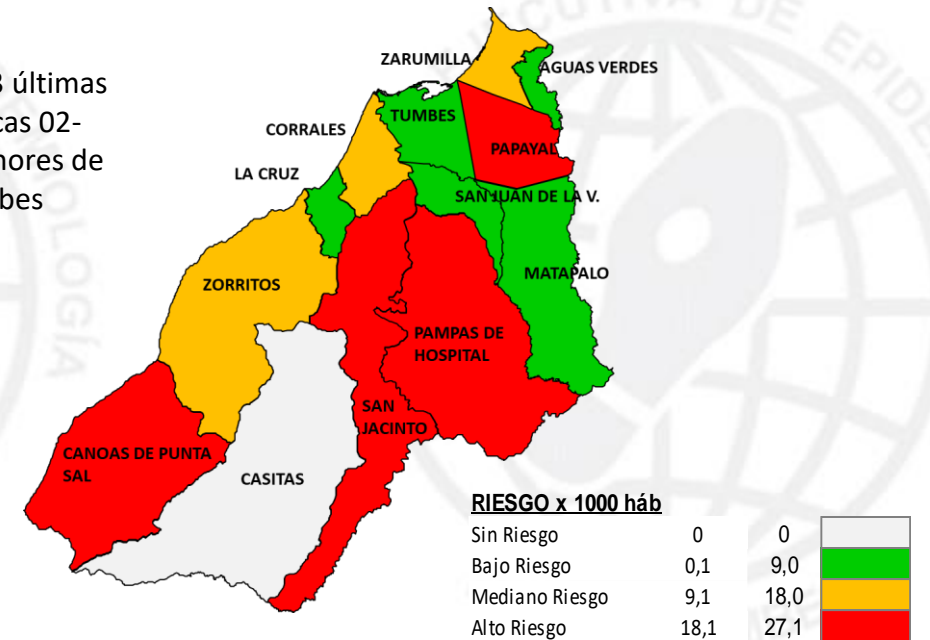 3 últimas
cas 02-
nores de
bes
ZARUMILLA
AGUAS VERDES
TUMBES
CORRALES
PAPAYAL
LA CRUZ
SAN JUAN DE LA V.
MATAPALO
ZORRITOS
PAMPAS DE
HOSPITAL
SAN
JACINTO
CANOAS DE PUNTA
SAL
CASITAS
RIESGO x 1000 háb
Sin Riesgo 0 0
Bajo Riesgo 0,1 9,0
Mediano Riesgo 9,1 18,0
Alto Riesgo 18,1 27,1